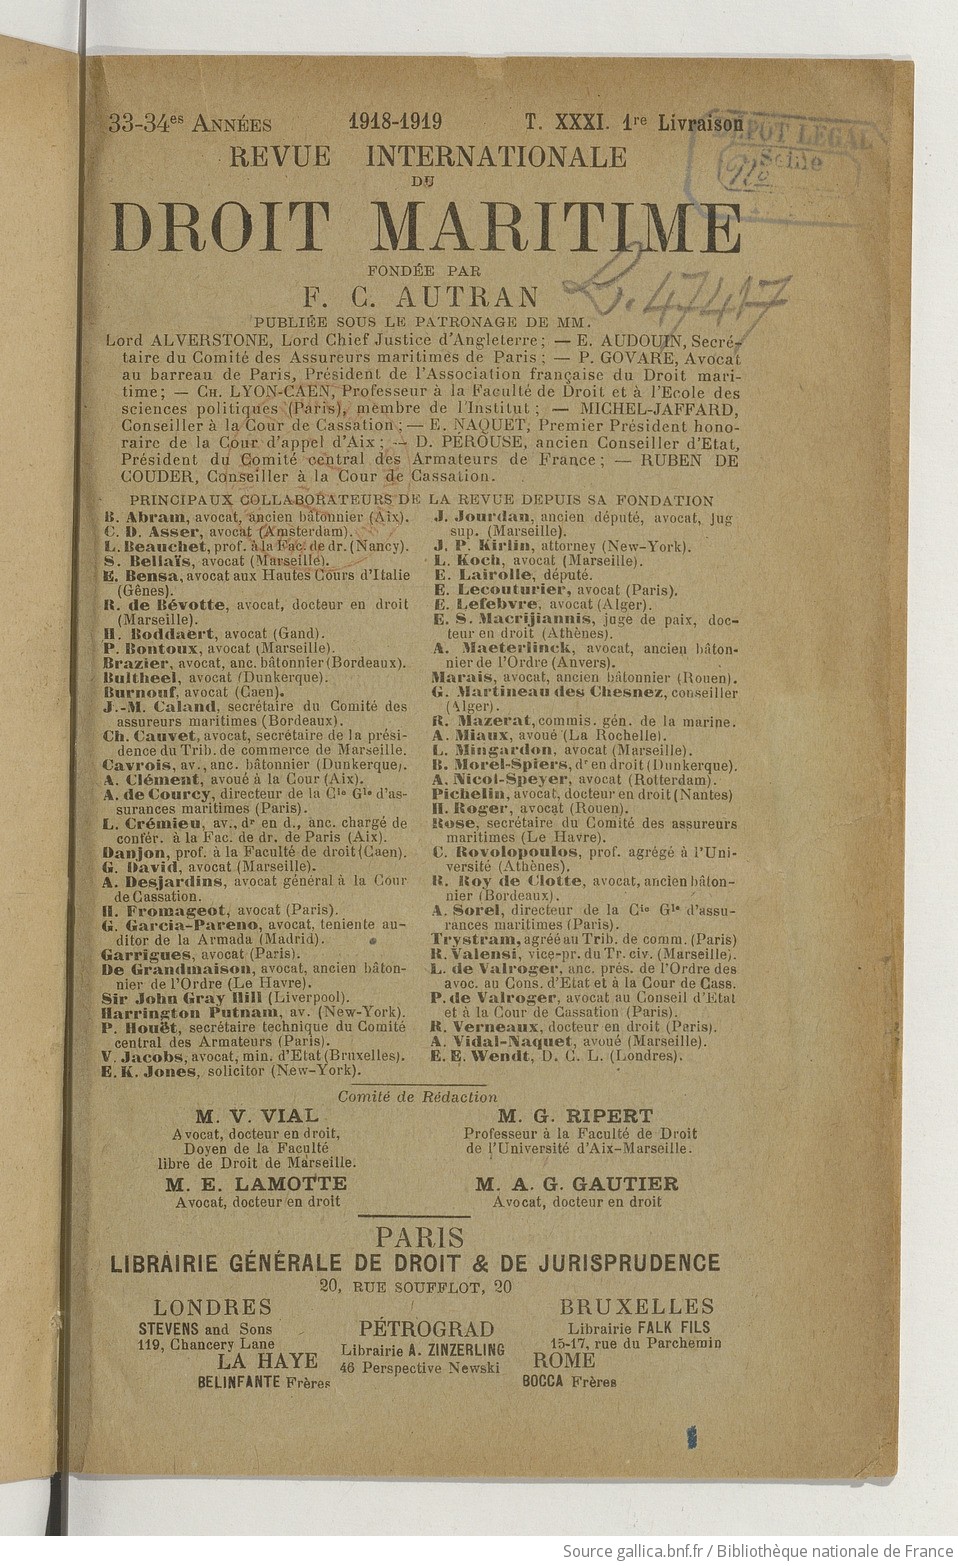 33-34es ANNÉES 1918-1919 T. XXXI. 1re Livraison
DÉPOT LEGAL
Seine
No
REVUE INTERNATIONALE
DU
DROIT MARITIME
FONDÉE PAR
F. C. AUTRAN
PUBLIÉE SOUS LE PATRONAGE DE MM.
Lord ALVERSTONE, Lord Chief Justice d'Angleterre; — E. AUDOUIN, Secré-
taire du Comité des Assureurs maritimes de Paris; — P. GOVARE, Avocat
au barreau de Paris, Président de l'Association française du Droit mari-
time; — CH. LYON-CAEN, Professeur à la Faculté de Droit et à l'Ecole des
sciences politiques (Paris), membre de l'Institut; — MICHEL-JAFFARD,
Conseiller à la Cour de Cassation; — E. NAQUET, Premier Président hono-
raire de la Cour d'appel d'Aix; — D. PÉROUSE, ancien Conseiller d'Etat,
Président du Comité central des Armateurs de France; — RUBEN DE
COUDER, Conseiller à la Cour de Cassation.
PRINCIPAUX COLLABORATEURS DE LA REVUE DEPUIS SA FONDATION
B. Abram, avocat, ancien bâtonnier (Aix).
C. D. Asser, avocat (Amsterdam).
L. Beauchet, prof. à la Fac. de dr. (Nancy).
S. Bellaïs, avocat (Marseille).
E. Bensa, avocat aux Hautes Cours d'Italie
(Gênes).
R. de Bévotte, avocat, docteur en droit
(Marseille).
H. Boddaert, avocat (Gand).
P. Bontoux, avocat (Marseille).
Brazier, avocat, anc. bâtonnier (Bordeaux).
Bultheel, avocat (Dunkerque).
Burnouf, avocat (Caen).
J.-M. Caland, secrétaire du Comité des
assureurs maritimes (Bordeaux).
Ch. Cauvet, avocat, secrétaire de la prési-
dence du Trib. de commerce de Marseille.
Cavrois, av., anc. bâtonnier (Dunkerque).
A. Clément, avoué à la Cour (Aix).
A. de Courcy, directeur de la Cie Gle d'as-
surances maritimes (Paris).
L. Crémieu, av., dr en d., anc. chargé de
confér. à la Fac. de dr. de Paris (Aix).
Danjon, prof. à la Faculté de droit (Caen).
G. David, avocat (Marseille).
A. Desjardins, avocat général à la Cour
de Cassation.
H. Fromageot, avocat (Paris).
G. Garcia-Pareno, avocat, teniente au-
ditor de la Armada (Madrid).
Garrigues, avocat (Paris).
De Grandmaison, avocat, ancien bâton-
nier de l'Ordre (Le Havre).
Sir John Gray Hill (Liverpool).
Harrington Putnam, av. (New-York).
P. Houët, secrétaire technique du Comité
central des Armateurs (Paris).
V. Jacobs, avocat, min. d'Etat (Bruxelles).
E. K. Jones, solicitor (New-York).
J. Jourdan, ancien député, avocat, jug
sup. (Marseille).
J. P. Kirlin, attorney (New-York).
L. Koch, avocat (Marseille).
E. Lairolle, député.
E. Lecouturier, avocat (Paris).
E. Lefebvre, avocat (Alger).
E. S. Macrijiannis, juge de paix, doc-
teur en droit (Athènes).
A. Maeterlinck, avocat, ancien bâton-
nier de l'Ordre (Anvers).
Marais, avocat, ancien bâtonnier (Rouen).
G. Martineau des Chesnez, conseiller
(Alger).
R. Mazerat, commis. gén. de la marine.
A. Miaux, avoué (La Rochelle).
L. Mingardon, avocat (Marseille).
B. Morel-Spiers, dr en droit (Dunkerque).
A. Nicol-Speyer, avocat (Rotterdam).
Pichelin, avocat, docteur en droit (Nantes)
H. Roger, avocat (Rouen).
Rose, secrétaire du Comité des assureurs
maritimes (Le Havre).
C. Rovolopoulos, prof. agrégé à l'Uni-
versité (Athènes).
R. Roy de Clotte, avocat, ancien bâton-
nier (Bordeaux).
A. Sorel, directeur de la Cie Gle d'assu-
rances maritimes (Paris).
Trystram, agréé au Trib. de comm. (Paris)
R. Valensi, vice-pr. du Tr. civ. (Marseille).
L. de Valroger, anc. prés. de l'Ordre des
avoc. au Cons. d'Etat et à la Cour de Cass.
P. de Valroger, avocat au Conseil d'Etat
et à la Cour de Cassation (Paris).
R. Verneaux, docteur en droit (Paris).
A. Vidal-Naquet, avoué (Marseille).
E. E. Wendt, D. C. L. (Londres).
Comité de Rédaction
M. V. VIAL
Avocat, docteur en droit,
Doyen de la Faculté
libre de Droit de Marseille.
M. G. RIPERT
Professeur à la Faculté de Droit
de l'Université d'Aix-Marseille.
M. E. LAMOTTE
Avocat, docteur en droit
M. A. G. GAUTIER
Avocat, docteur en droit
PARIS
LIBRAIRIE GÉNÉRALE DE DROIT & DE JURISPRUDENCE
20, RUE SOUFFLOT, 20
LONDRES
STEVENS and Sons
119, Chancery Lane
LA HAYE
BELINFANTE Frères
PÉTROGRAD
Librairie A. ZINZERLING
46 Perspective Newski
BRUXELLES
Librairie FALK FILS
15-17, rue du Parchemin
ROME
BOCCA Frères
Source gallica.bnf.fr / Bibliothèque nationale de France